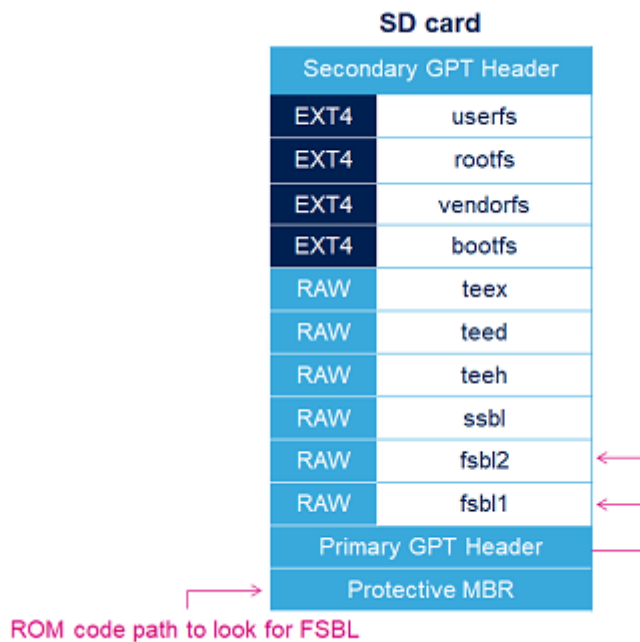 SD card
Secondary GPT Header
EXT4 userfs
EXT4 rootfs
EXT4 vendorfs
EXT4 bootfs
RAW teex
RAW teed
RAW teeh
RAW ssbl
RAW fsbl2
RAW fsbl1
Primary GPT Header
Protective MBR
ROM code path to look for FSBL